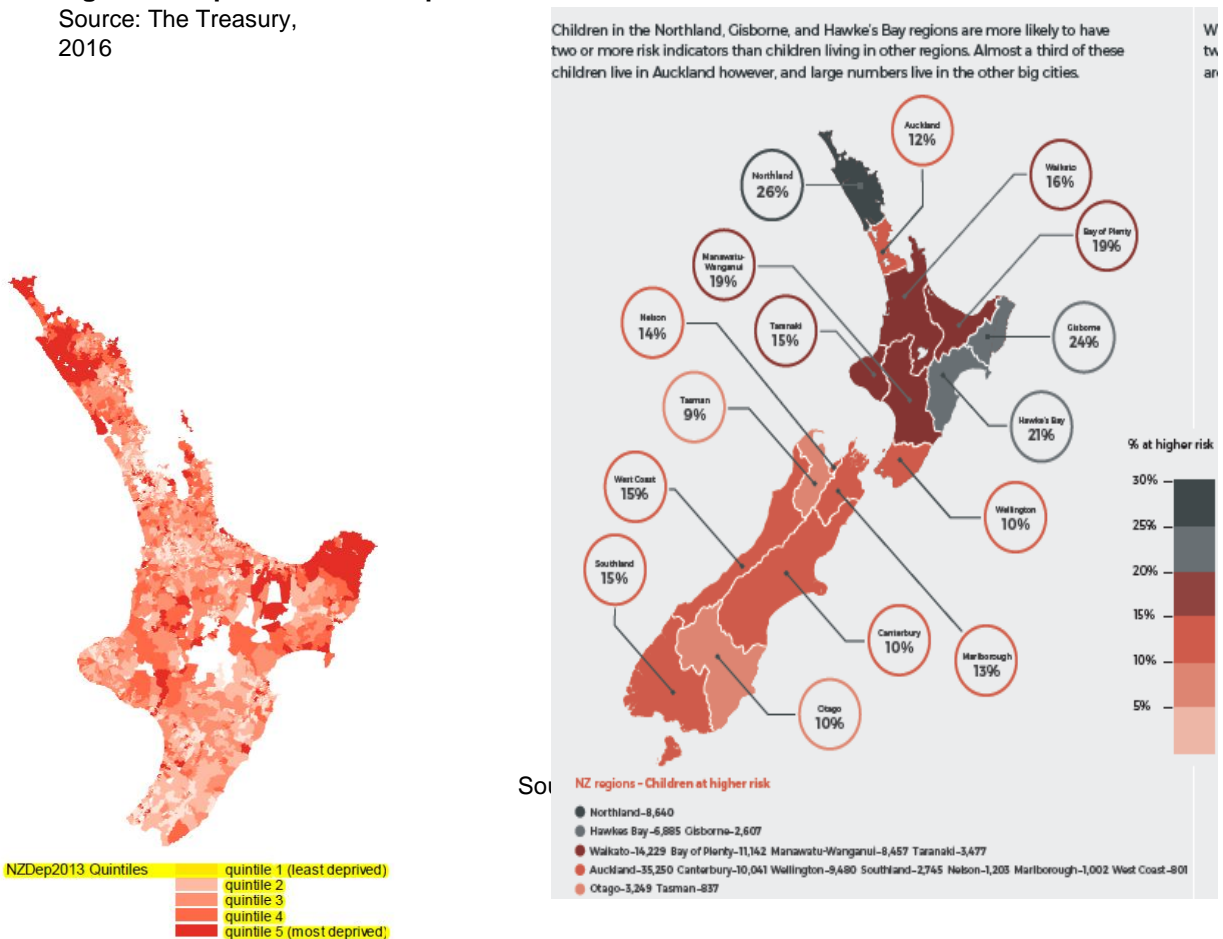 Source: The Treasury,
2016
NZDep2013 Quintiles
quintile 1 (least deprived)
quintile 2
quintile 3
quintile 4
quintile 5 (most deprived)
Children in the Northland, Gisborne, and Hawke's Bay regions are more likely to have
two or more risk indicators than children living in other regions. Almost a third of these
children live in Auckland however, and large numbers live in the other big cities.
Auckland
12%
Northland
26%
Waikato
16%
Bay of Plenty
19%
Manawatu-
Wanganui
19%
Nelson
14%
Taranaki
15%
Gisborne
24%
Tasman
9%
Hawke's Bay
21%
West Coast
15%
Wellington
10%
Southland
15%
Canterbury
10%
Marlborough
13%
Otago
10%
% at higher risk
30%
25%
20%
15%
10%
5%
NZ regions - Children at higher risk
Northland-8,640
Hawkes Bay-6,885 Gisborne-2,607
Waikato-14,229 Bay of Plenty-11,142 Manawatu-Wanganui-8,457 Taranaki-3,477
Auckland-35,250 Canterbury-10,041 Wellington-9,480 Southland-2,745 Nelson-1,203 Marlborough-1,002 West Coast-801
Otago-3,249 Tasman-837